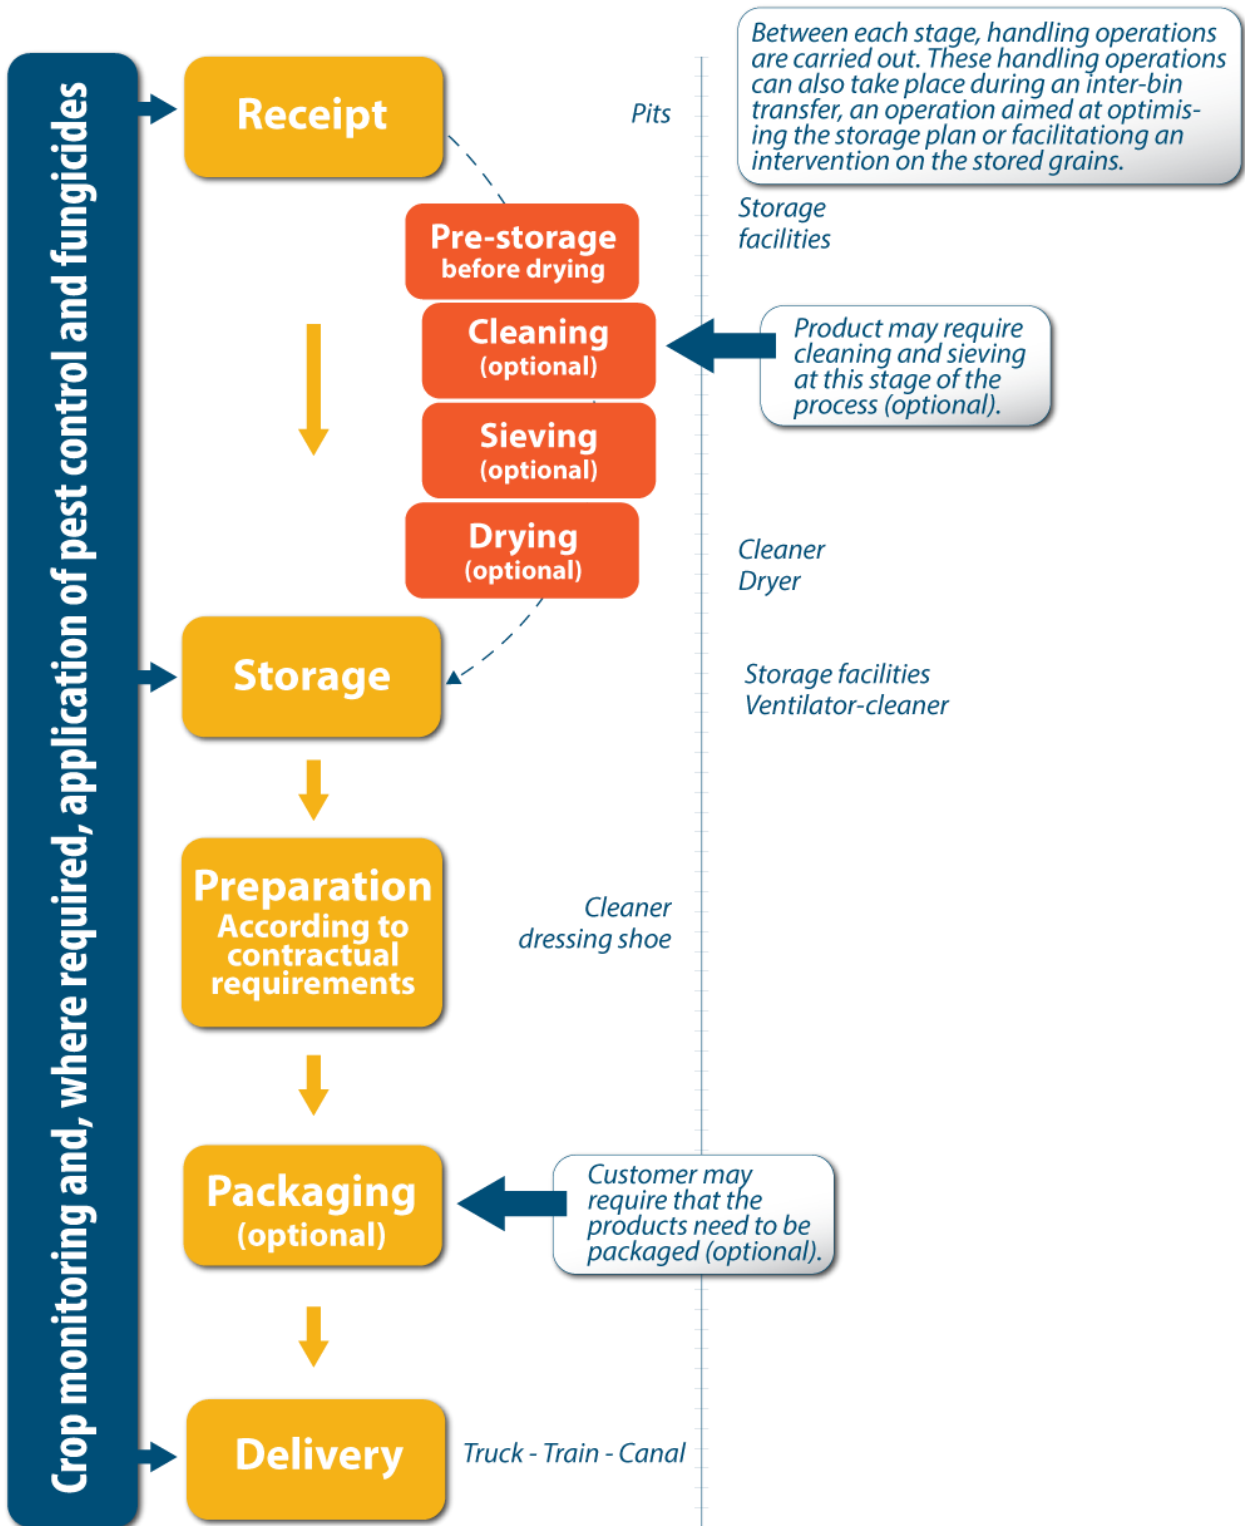 Crop monitoring and, where required, application of pest control and fungicides
Receipt
Pits
Between each stage, handling operations
are carried out. These handling operations
can also take place during an inter-bin
transfer, an operation aimed at optimis-
ing the storage plan or facilitationg an
intervention on the stored grains.
Pre-storage
before drying
Storage
facilities
Cleaning
(optional)
Product may require
cleaning and sieving
at this stage of the
process (optional).
Sieving
(optional)
Drying
(optional)
Cleaner
Dryer
Storage
Storage facilities
Ventilator-cleaner
Preparation
According to
contractual
requirements
Cleaner
dressing shoe
Packaging
(optional)
Customer may
require that the
products need to be
packaged (optional).
Delivery
Truck - Train - Canal